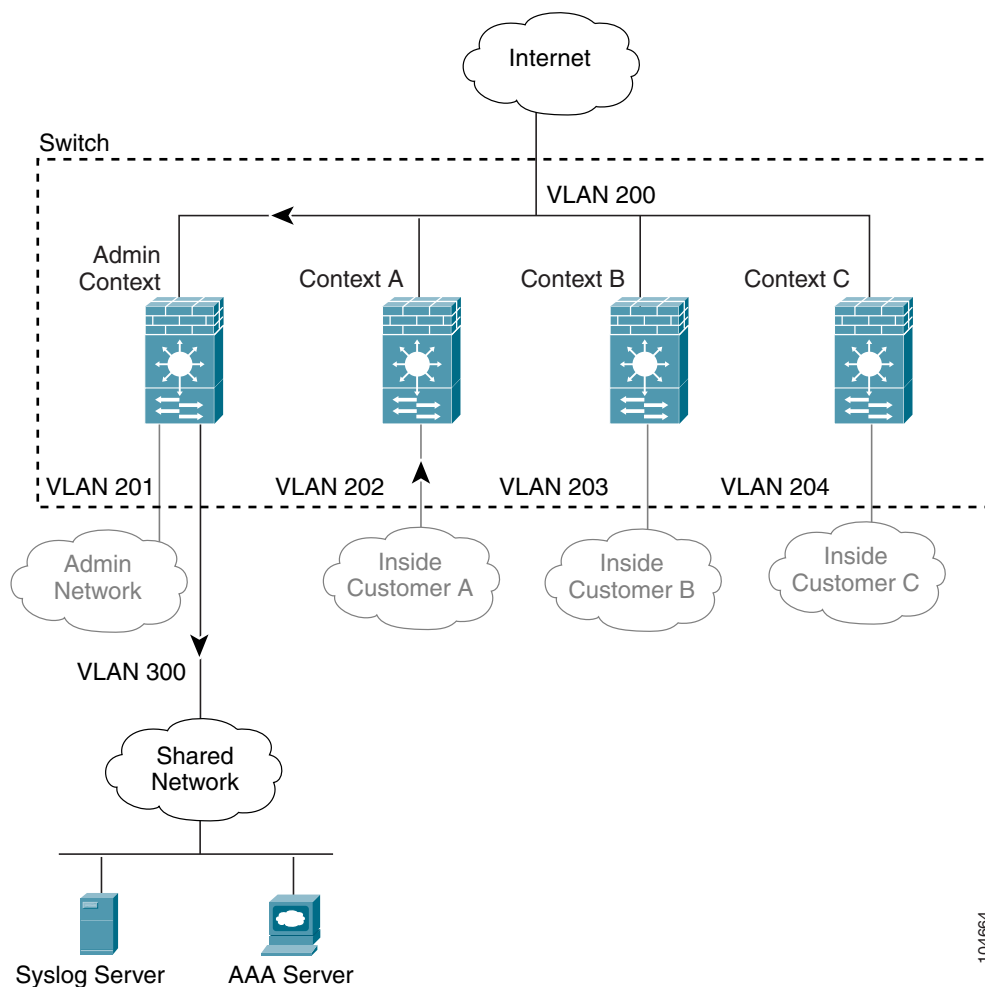 Internet
Switch
VLAN 200
Admin
Context
Context A
Context B
Context C
VLAN 201
VLAN 202
VLAN 203
VLAN 204
Admin
Network
Inside
Customer A
Inside
Customer B
Inside
Customer C
VLAN 300
Shared
Network
Syslog Server
AAA Server
104664